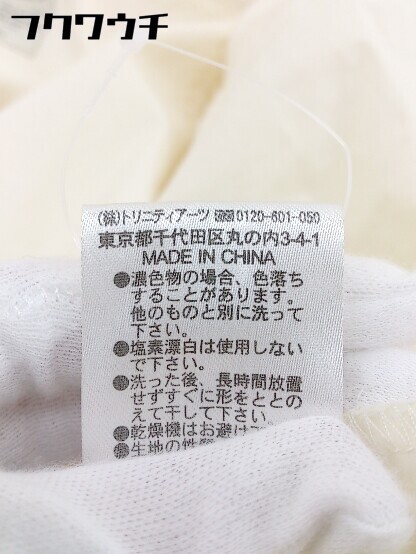 フクワウチ
(株)トリニティアーツ 0120-601-050
東京都千代田区丸の内3-4-1
MADE IN CHINA
●濃色物の場合、色落ち
することがあります。
他のものと別に洗って
下さい。
●塩素漂白は使用しない
で下さい。
●洗った後、長時間放置
せずすぐに形をととの
えて干して下さい
●乾燥機はお避け
●生地の性質